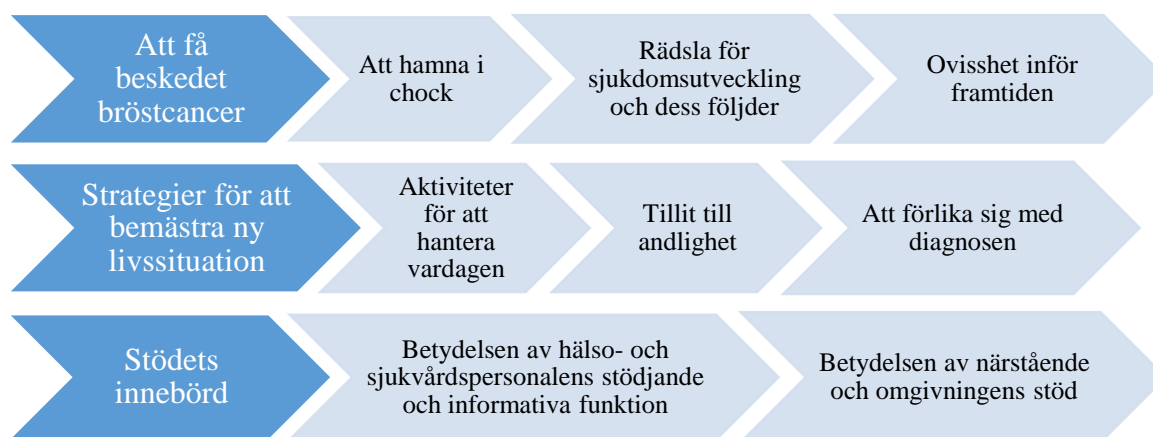 Att få
beskedet
bröstcancer
Att hamna i
chock
Rädsla för
sjukdomsutveckling
och dess följder
Ovisshet inför
framtiden
Strategier för att
bemästra ny
livssituation
Aktiviteter
för att
hantera
vardagen
Tillit till
andlighet
Att förlika sig med
diagnosen
Stödets
innebörd
Betydelsen av hälso- och
sjukvårdspersonalens stödjande
och informativa funktion
Betydelsen av närstående
och omgivningens stöd